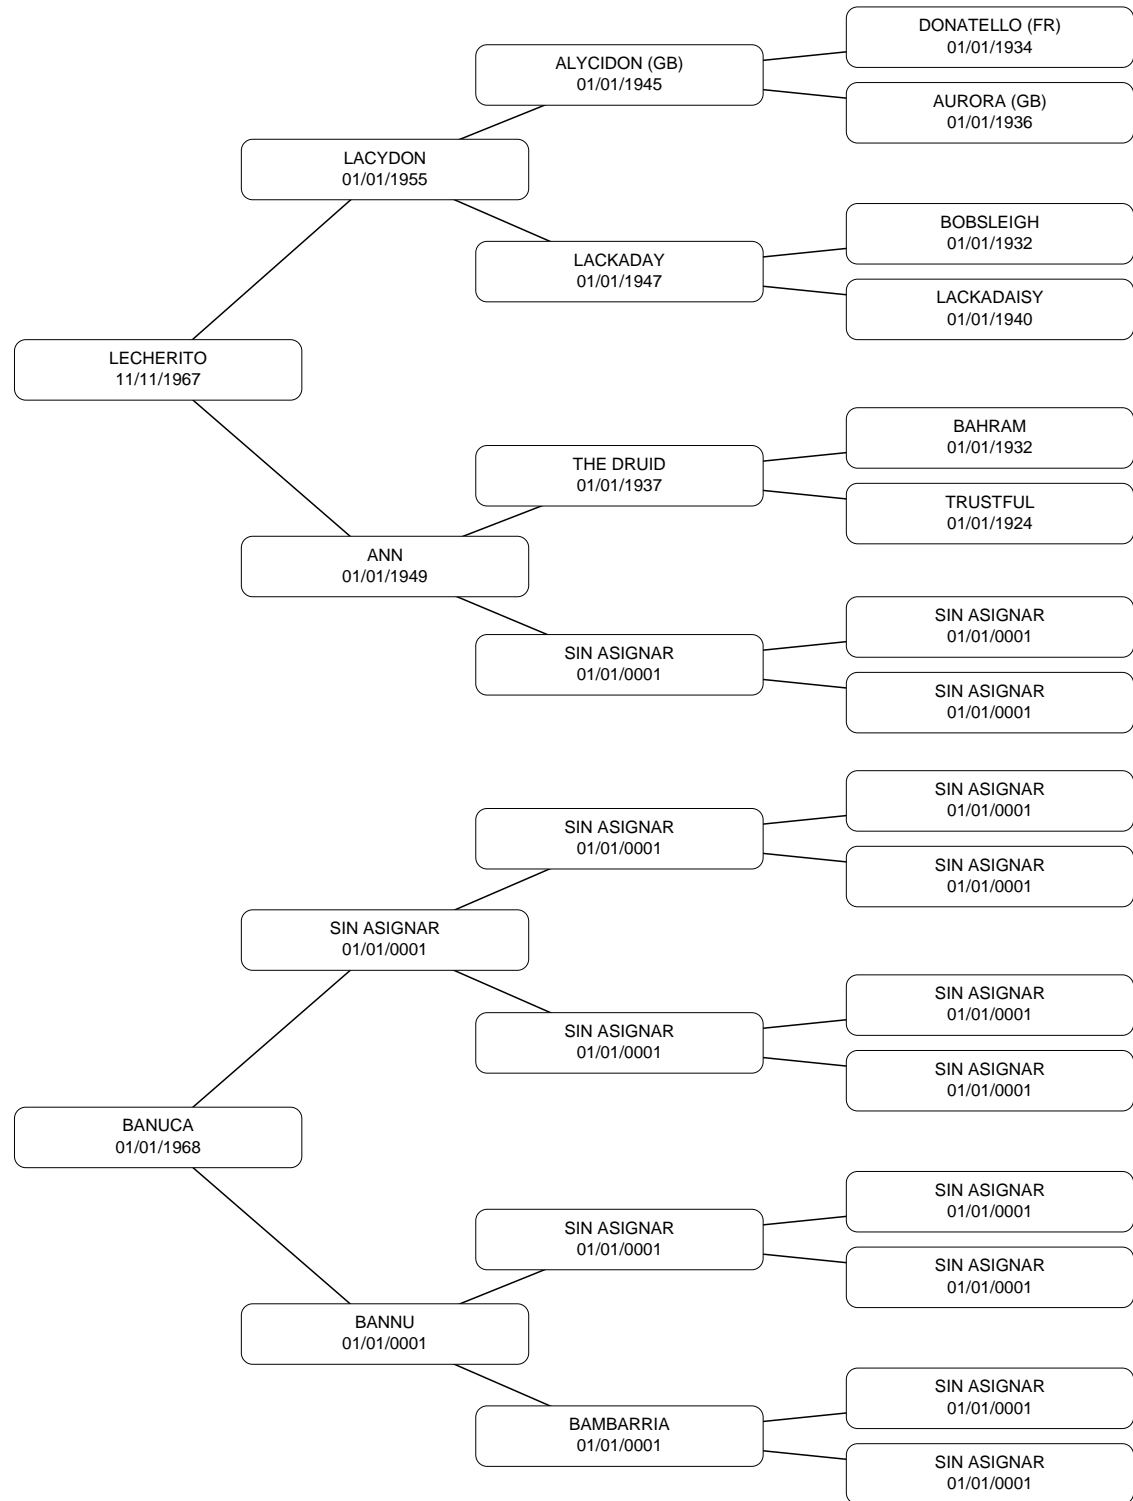 DONATELLO (FR)
01/01/1934
ALYCIDON (GB)
01/01/1945
AURORA (GB)
01/01/1936
LACYDON
01/01/1955
BOBSLEIGH
01/01/1932
LACKADAY
01/01/1947
LACKADAISY
01/01/1940
LECHERITO
11/11/1967
BAHRAM
01/01/1932
THE DRUID
01/01/1937
TRUSTFUL
01/01/1924
ANN
01/01/1949
SIN ASIGNAR
01/01/0001
SIN ASIGNAR
01/01/0001
SIN ASIGNAR
01/01/0001
SIN ASIGNAR
01/01/0001
SIN ASIGNAR
01/01/0001
SIN ASIGNAR
01/01/0001
SIN ASIGNAR
01/01/0001
SIN ASIGNAR
01/01/0001
SIN ASIGNAR
01/01/0001
SIN ASIGNAR
01/01/0001
BANUCA
01/01/1968
SIN ASIGNAR
01/01/0001
SIN ASIGNAR
01/01/0001
SIN ASIGNAR
01/01/0001
BANNU
01/01/0001
SIN ASIGNAR
01/01/0001
BAMBARRIA
01/01/0001
SIN ASIGNAR
01/01/0001